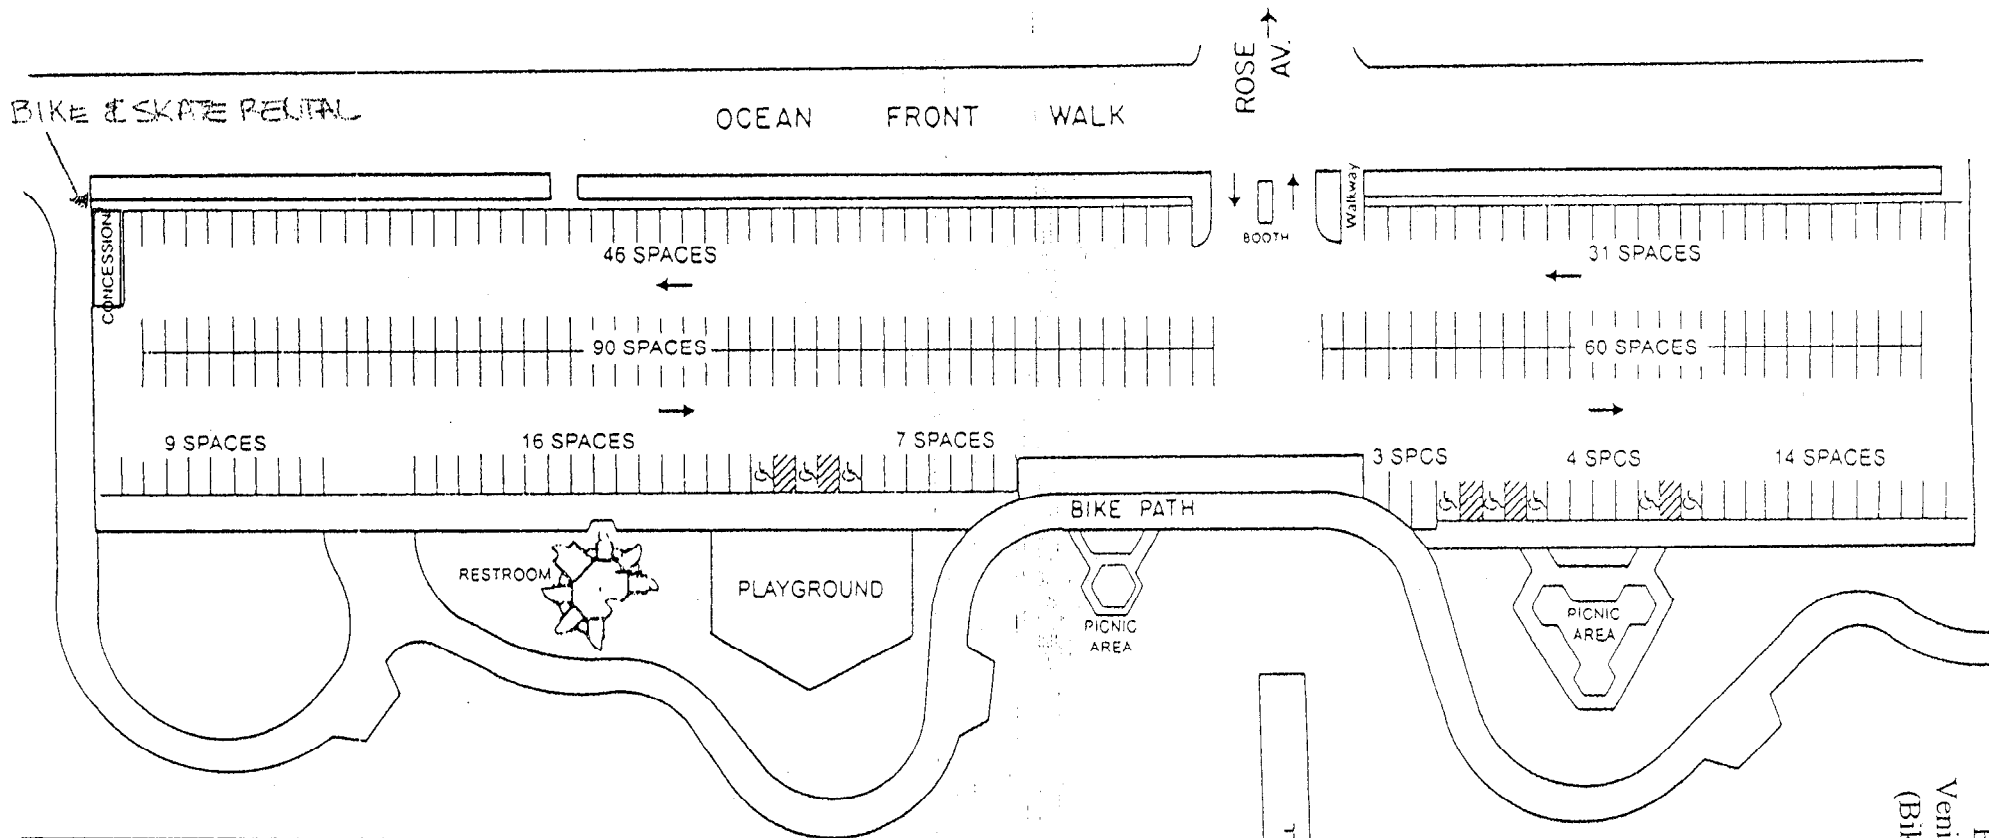 ROSE
AV.
BIKE & SKATE RENTAL
OCEAN FRONT WALK
Walkway
BOOTH
CONCESSION
46 SPACES
31 SPACES
90 SPACES
60 SPACES
9 SPACES
16 SPACES
7 SPACES
3 SPCS
4 SPCS
14 SPACES
BIKE PATH
RESTROOM
PLAYGROUND
PICNIC
AREA
PICNIC
AREA